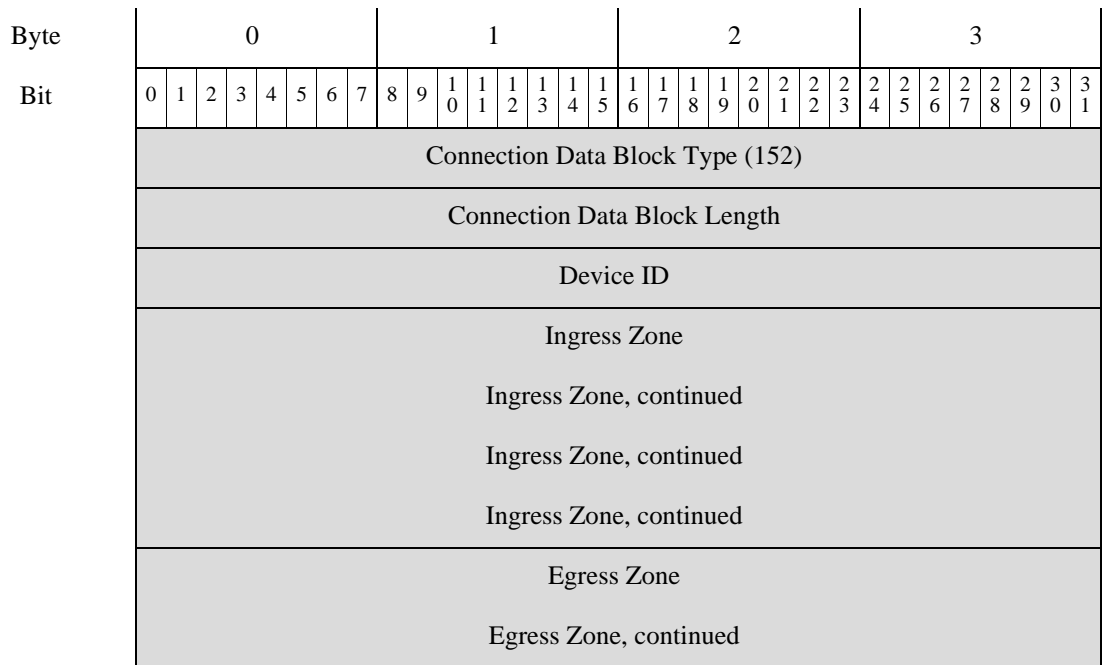 Byte 0 1 2 3
Bit 0 1 2 3 4 5 6 7 8 9 10 11 12 13 14 15 16 17 18 19 20 21 22 23 24 25 26 27 28 29 30 31
Connection Data Block Type (152)
Connection Data Block Length
Device ID
Ingress Zone
Ingress Zone, continued
Ingress Zone, continued
Ingress Zone, continued
Egress Zone
Egress Zone, continued